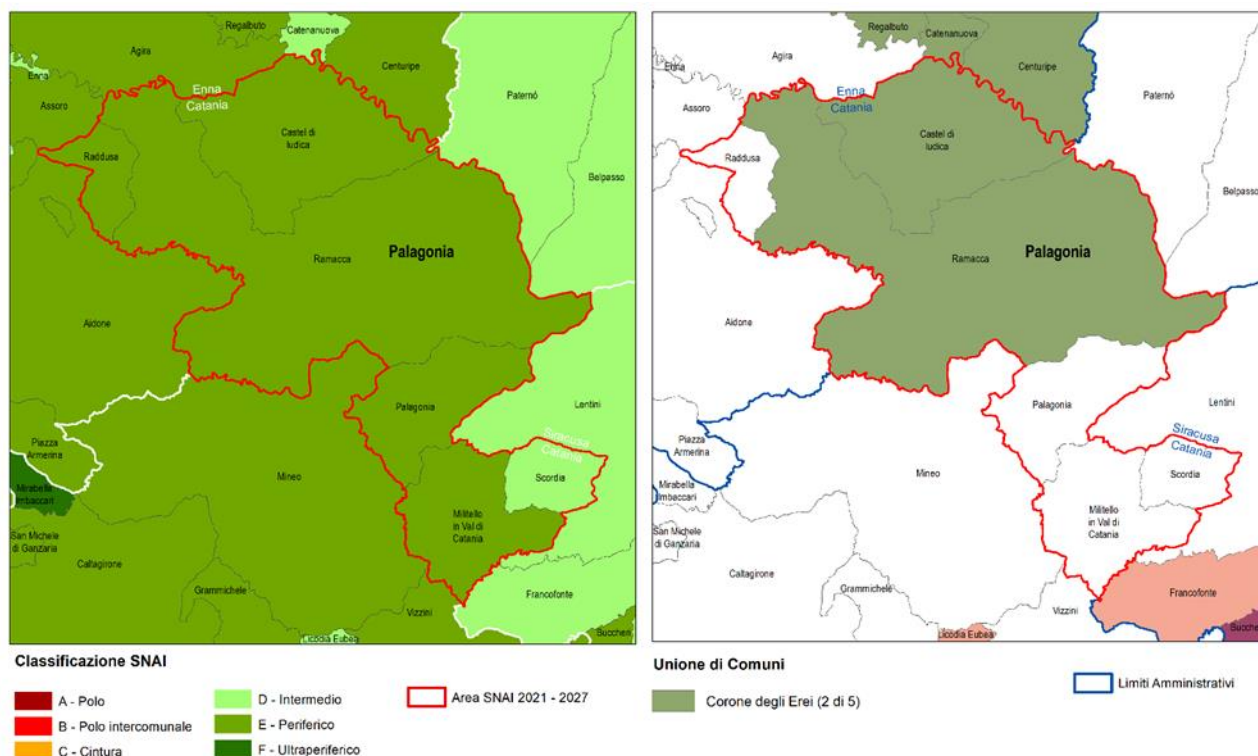 Regalbuto
Catenanuova
Agira
Enna
Centuripe
Enna
Catania
Assoro
Paternò
Castel di
Iudica
Raddusa
Belpasso
Palagonia
Ramacca
Aidone
Palagonia
Lentini
Siracusa
Catania
Piazza
Armerina
Mineo
Scordia
Mirabella
Imbaccari
Militello
in Val di
Catania
San Michele
di Ganzaria
Caltagirone
Grammichele
Vizzini
Francofonte
Licodia Eubea
Buccheri
Regalbuto
Catenanuova
Agira
Enna
Centuripe
Enna
Catania
Assoro
Paternò
Castel di
Iudica
Raddusa
Belpasso
Palagonia
Ramacca
Aidone
Palagonia
Lentini
Siracusa
Catania
Piazza
Armerina
Mineo
Scordia
Mirabella
Imbaccari
Militello
in Val di
Catania
San Michele
di Ganzaria
Caltagirone
Grammichele
Vizzini
Francofonte
Licodia Eubea
Bucche
Classificazione SNAI
A - Polo
B - Polo intercomunale
C - Cintura
D - Intermedio
E - Periferico
F - Ultraperiferico
Area SNAI 2021 - 2027
Unione di Comuni
Corone degli Erei (2 di 5)
Limiti Amministrativi